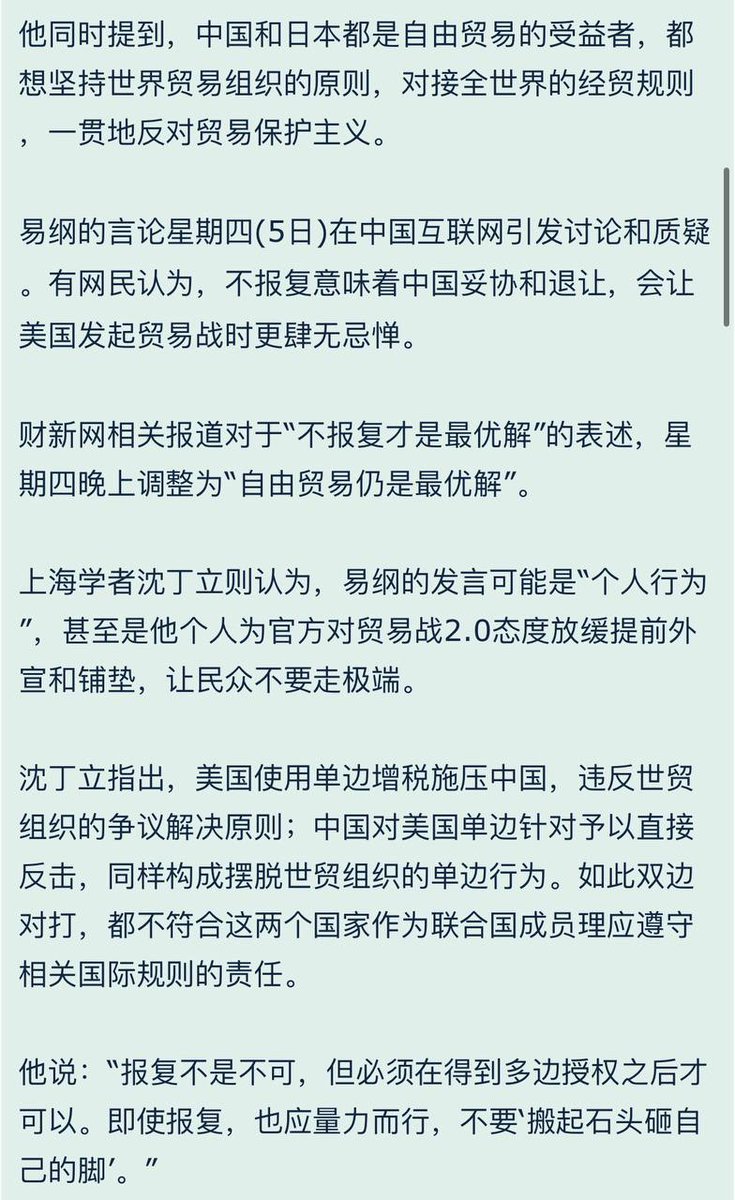 他同时提到，中国和日本都是自由贸易的受益者，都
想坚持世界贸易组织的原则，对接全世界的经贸规则
，一贯地反对贸易保护主义。
易纲的言论星期四(5日)在中国互联网引发讨论和质疑
。有网民认为，不报复意味着中国妥协和退让，会让
美国发起贸易战时更肆无忌惮。
财新网相关报道对于“不报复才是最优解”的表述，星
期四晚上调整为“自由贸易仍是最优解”。
上海学者沈丁立则认为，易纲的发言可能是“个人行为
”，甚至是他个人为官方对贸易战2.0态度放缓提前外
宣和铺垫，让民众不要走极端。
沈丁立指出，美国使用单边增税施压中国，违反世贸
组织的争议解决原则；中国对美国单边针对予以直接
反击，同样构成摆脱世贸组织的单边行为。如此双边
对打，都不符合这两个国家作为联合国成员理应遵守
相关国际规则的责任。
他说：“报复不是不可，但必须在得到多边授权之后才
可以。即使报复，也应量力而行，不要‘搬起石头砸自
己的脚’。”